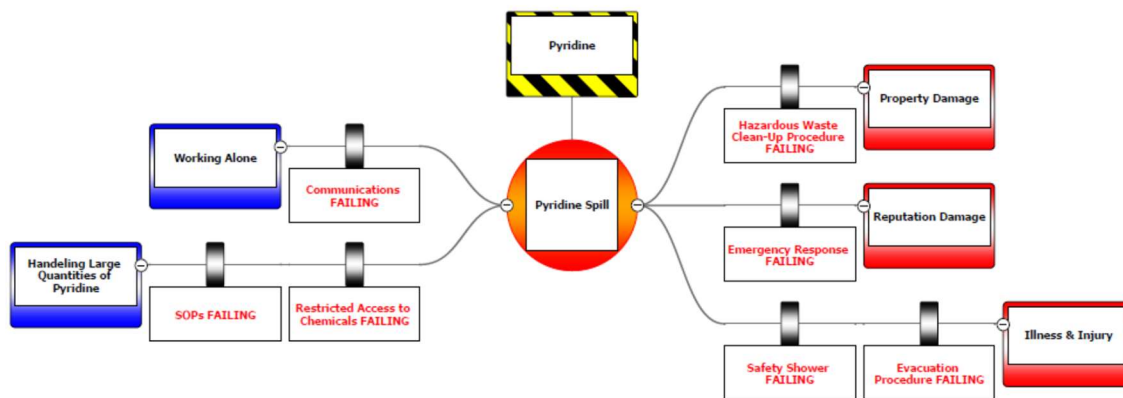 Pyridine
Property Damage
Hazardous Waste
Clean-Up Procedure
FAILING
Working Alone
Communications
FAILING
Pyridine Spill
Reputation Damage
Emergency Response
FAILING
Handeling Large
Quantities of
Pyridine
SOPs FAILING
Restricted Access to
Chemicals FAILING
Illness & Injury
Safety Shower
FAILING
Evacuation
Procedure FAILING